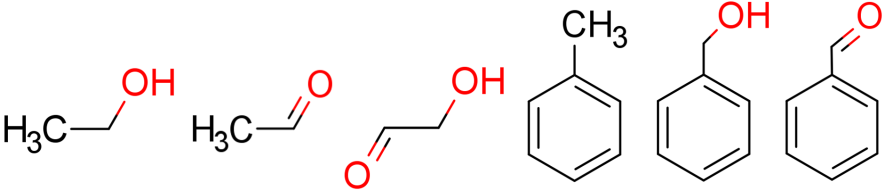 H3C OH
H3C O
O OH
CH3
OH
O